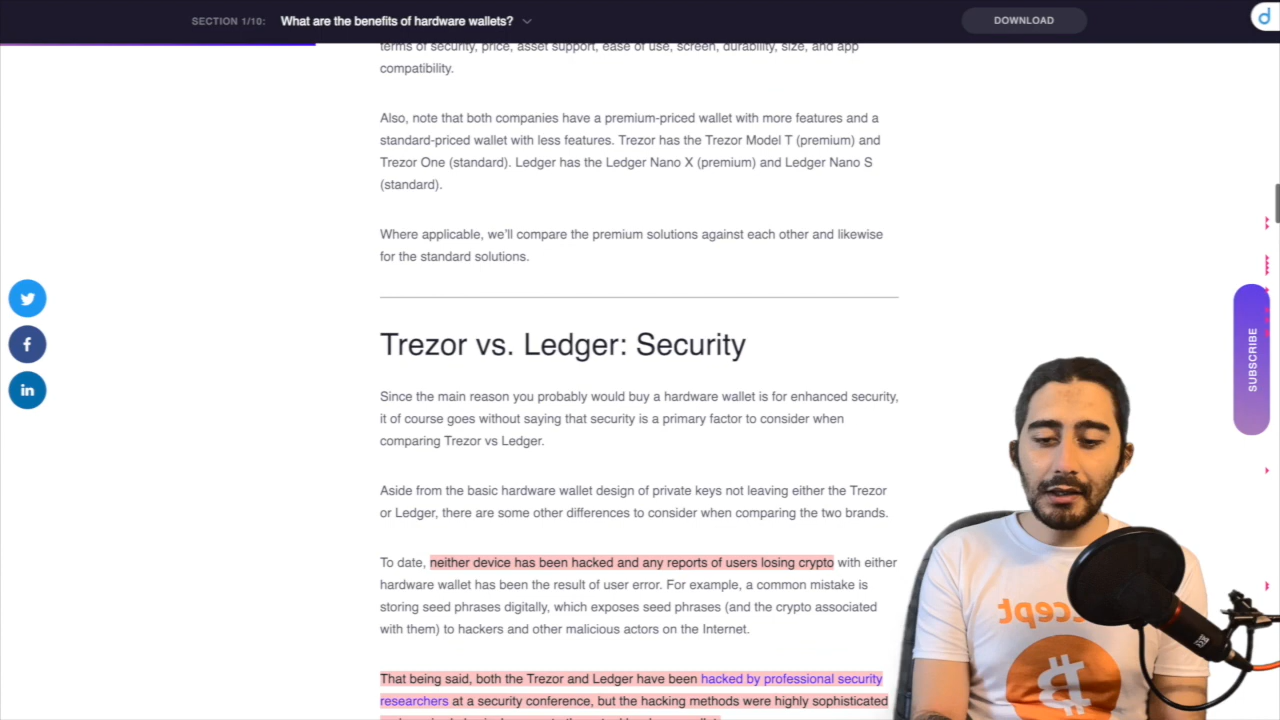 SECTION 1/10: What are the benefits of hardware wallets?
DOWNLOAD
d
terms of security, price, asset support, ease of use, screen, durability, size, and app
compatibility.
Also, note that both companies have a premium-priced wallet with more features and a
standard-priced wallet with less features. Trezor has the Trezor Model T (premium) and
Trezor One (standard). Ledger has the Ledger Nano X (premium) and Ledger Nano S
(standard).
Where applicable, we'll compare the premium solutions against each other and likewise
for the standard solutions.
f
in
SUBSCRIBE
Trezor vs. Ledger: Security
Since the main reason you probably would buy a hardware wallet is for enhanced security,
it of course goes without saying that security is a primary factor to consider when
comparing Trezor vs Ledger.
Aside from the basic hardware wallet design of private keys not leaving either the Trezor
or Ledger, there are some other differences to consider when comparing the two brands.
To date, neither device has been hacked and any reports of users losing crypto with either
hardware wallet has been the result of user error. For example, a common mistake is
storing seed phrases digitally, which exposes seed phrases (and the crypto associated
with them) to hackers and other malicious actors on the Internet.
That being said, both the Trezor and Ledger have been hacked by professional security
researchers at a security conference, but the hacking methods were highly sophisticated